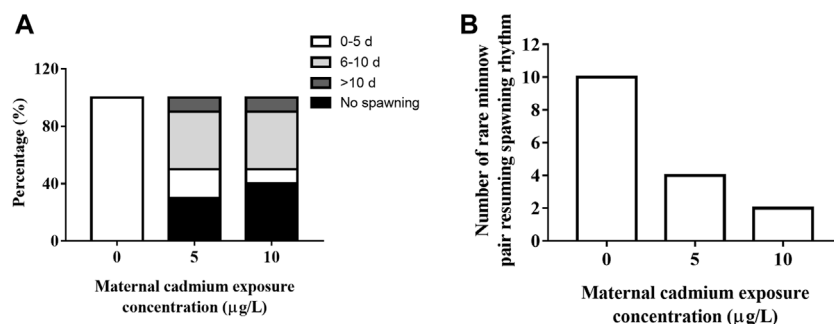 A
0-5 d
6-10 d
>10 d
No spawning
Percentage (%)
120
80
40
0
0
5
10
Maternal cadmium exposure
concentration (µg/L)
B
Number of rare minnow
pair resuming spawning rhythm
12
10
8
6
4
2
0
0
5
10
Maternal cadmium exposure
concentration (µg/L)